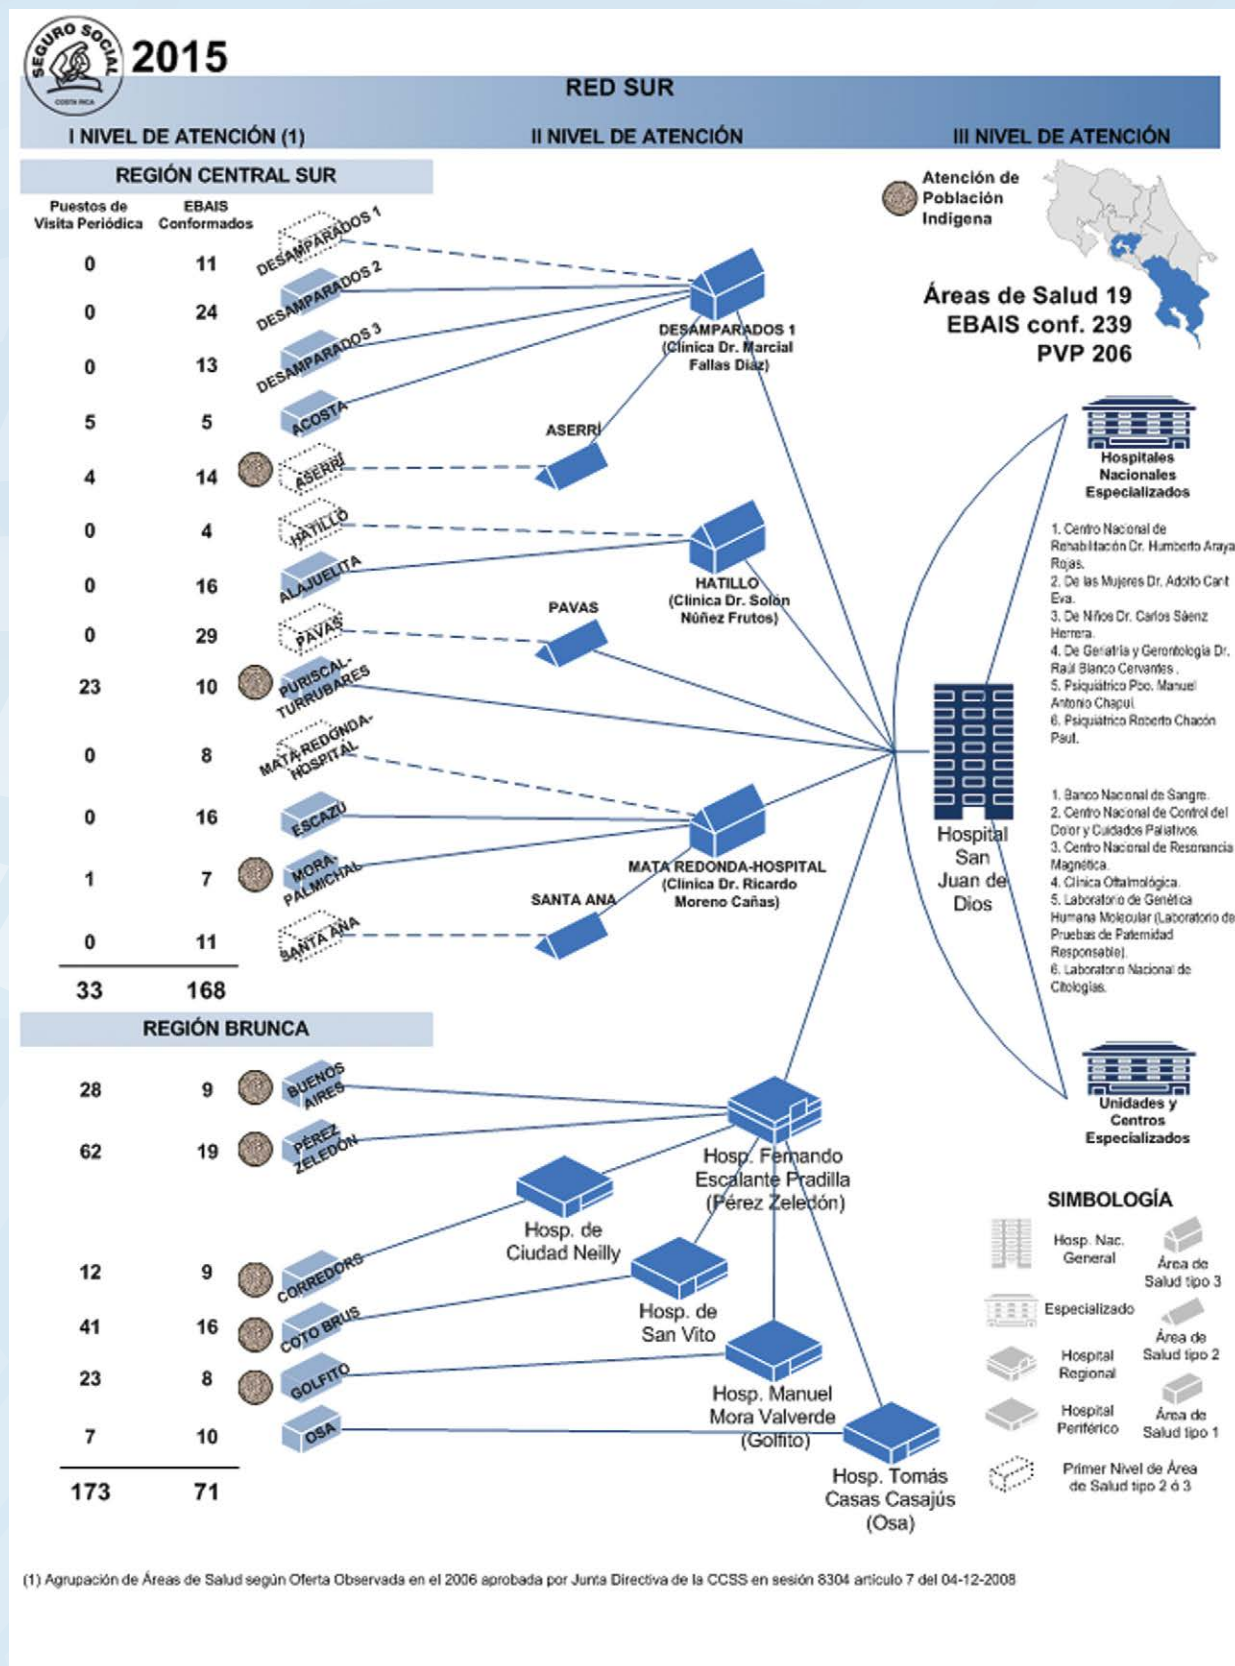 SEGURO SOCIAL
COSTA RICA
2015
RED SUR
I NIVEL DE ATENCIÓN (1)
II NIVEL DE ATENCIÓN
III NIVEL DE ATENCIÓN
REGIÓN CENTRAL SUR
Puestos de
Visita Periódica
EBAIS
Conformados
0 11 DESAMPARADOS 1
0 24 DESAMPARADOS 2
0 13 DESAMPARADOS 3
5 5 ACOSTA
4 14 ASERRÍ
0 4 HATILLO
0 16 ALAJUELITA
0 29 PAVAS
23 10 PURISCAL-
TURRUBARES
0 8 MATA REDONDA-
HOSPITAL
0 16 ESCAZÚ
1 7 MORA-
PALMICHAL
0 11 SANTA ANA
33 168
DESAMPARADOS 1
(Clínica Dr. Marcial
Fallas Díaz)
ASERRÍ
HATILLO
(Clínica Dr. Solón
Núñez Frutos)
PAVAS
MATA REDONDA-HOSPITAL
(Clínica Dr. Ricardo
Moreno Cañas)
SANTA ANA
Atención de
Población
Indígena
Áreas de Salud 19
EBAIS conf. 239
PVP 206
Hospitales
Nacionales
Especializados
1. Centro Nacional de
Rehabilitación Dr. Humberto Araya
Rojas.
2. De las Mujeres Dr. Adolfo Carit
Eva.
3. De Niños Dr. Carlos Sáenz
Herrera.
4. De Geriatría y Gerontología Dr.
Raúl Blanco Cervantes .
5. Psiquiátrico Pbo. Manuel
Antonio Chapuí.
6. Psiquiátrico Roberto Chacón
Paut.
Hospital
San
Juan de
Dios
1. Banco Nacional de Sangre.
2. Centro Nacional de Control del
Dolor y Cuidados Paliativos.
3. Centro Nacional de Resonancia
Magnética.
4. Clínica Oftalmológica.
5. Laboratorio de Genética
Humana Molecular (Laboratorio de
Pruebas de Paternidad
Responsable).
6. Laboratorio Nacional de
Citologías.
Unidades y
Centros
Especializados
REGIÓN BRUNCA
28 9 BUENOS
AIRES
62 19 PÉREZ
ZELEDÓN
12 9 CORREDORS
41 16 COTO BRUS
23 8 GOLFITO
7 10 OSA
173 71
Hosp. Fernando
Escalante Pradilla
(Pérez Zeledón)
Hosp. de
Ciudad Neilly
Hosp. de
San Vito
Hosp. Manuel
Mora Valverde
(Golfito)
Hosp. Tomás
Casas Casajús
(Osa)
SIMBOLOGÍA
Hosp. Nac.
General
Área de
Salud tipo 3
Especializado
Área de
Salud tipo 2
Hospital
Regional
Hospital
Periférico
Área de
Salud tipo 1
Primer Nivel de Área
de Salud tipo 2 ó 3
(1) Agrupación de Áreas de Salud según Oferta Observada en el 2006 aprobada por Junta Directiva de la CCSS en sesión 8304 artículo 7 del 04-12-2008